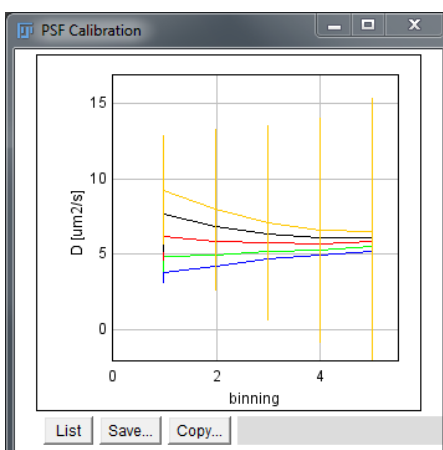 PSF Calibration
15
10
5
0
D [um2/s]
0 2 4
binning
List Save... Copy...